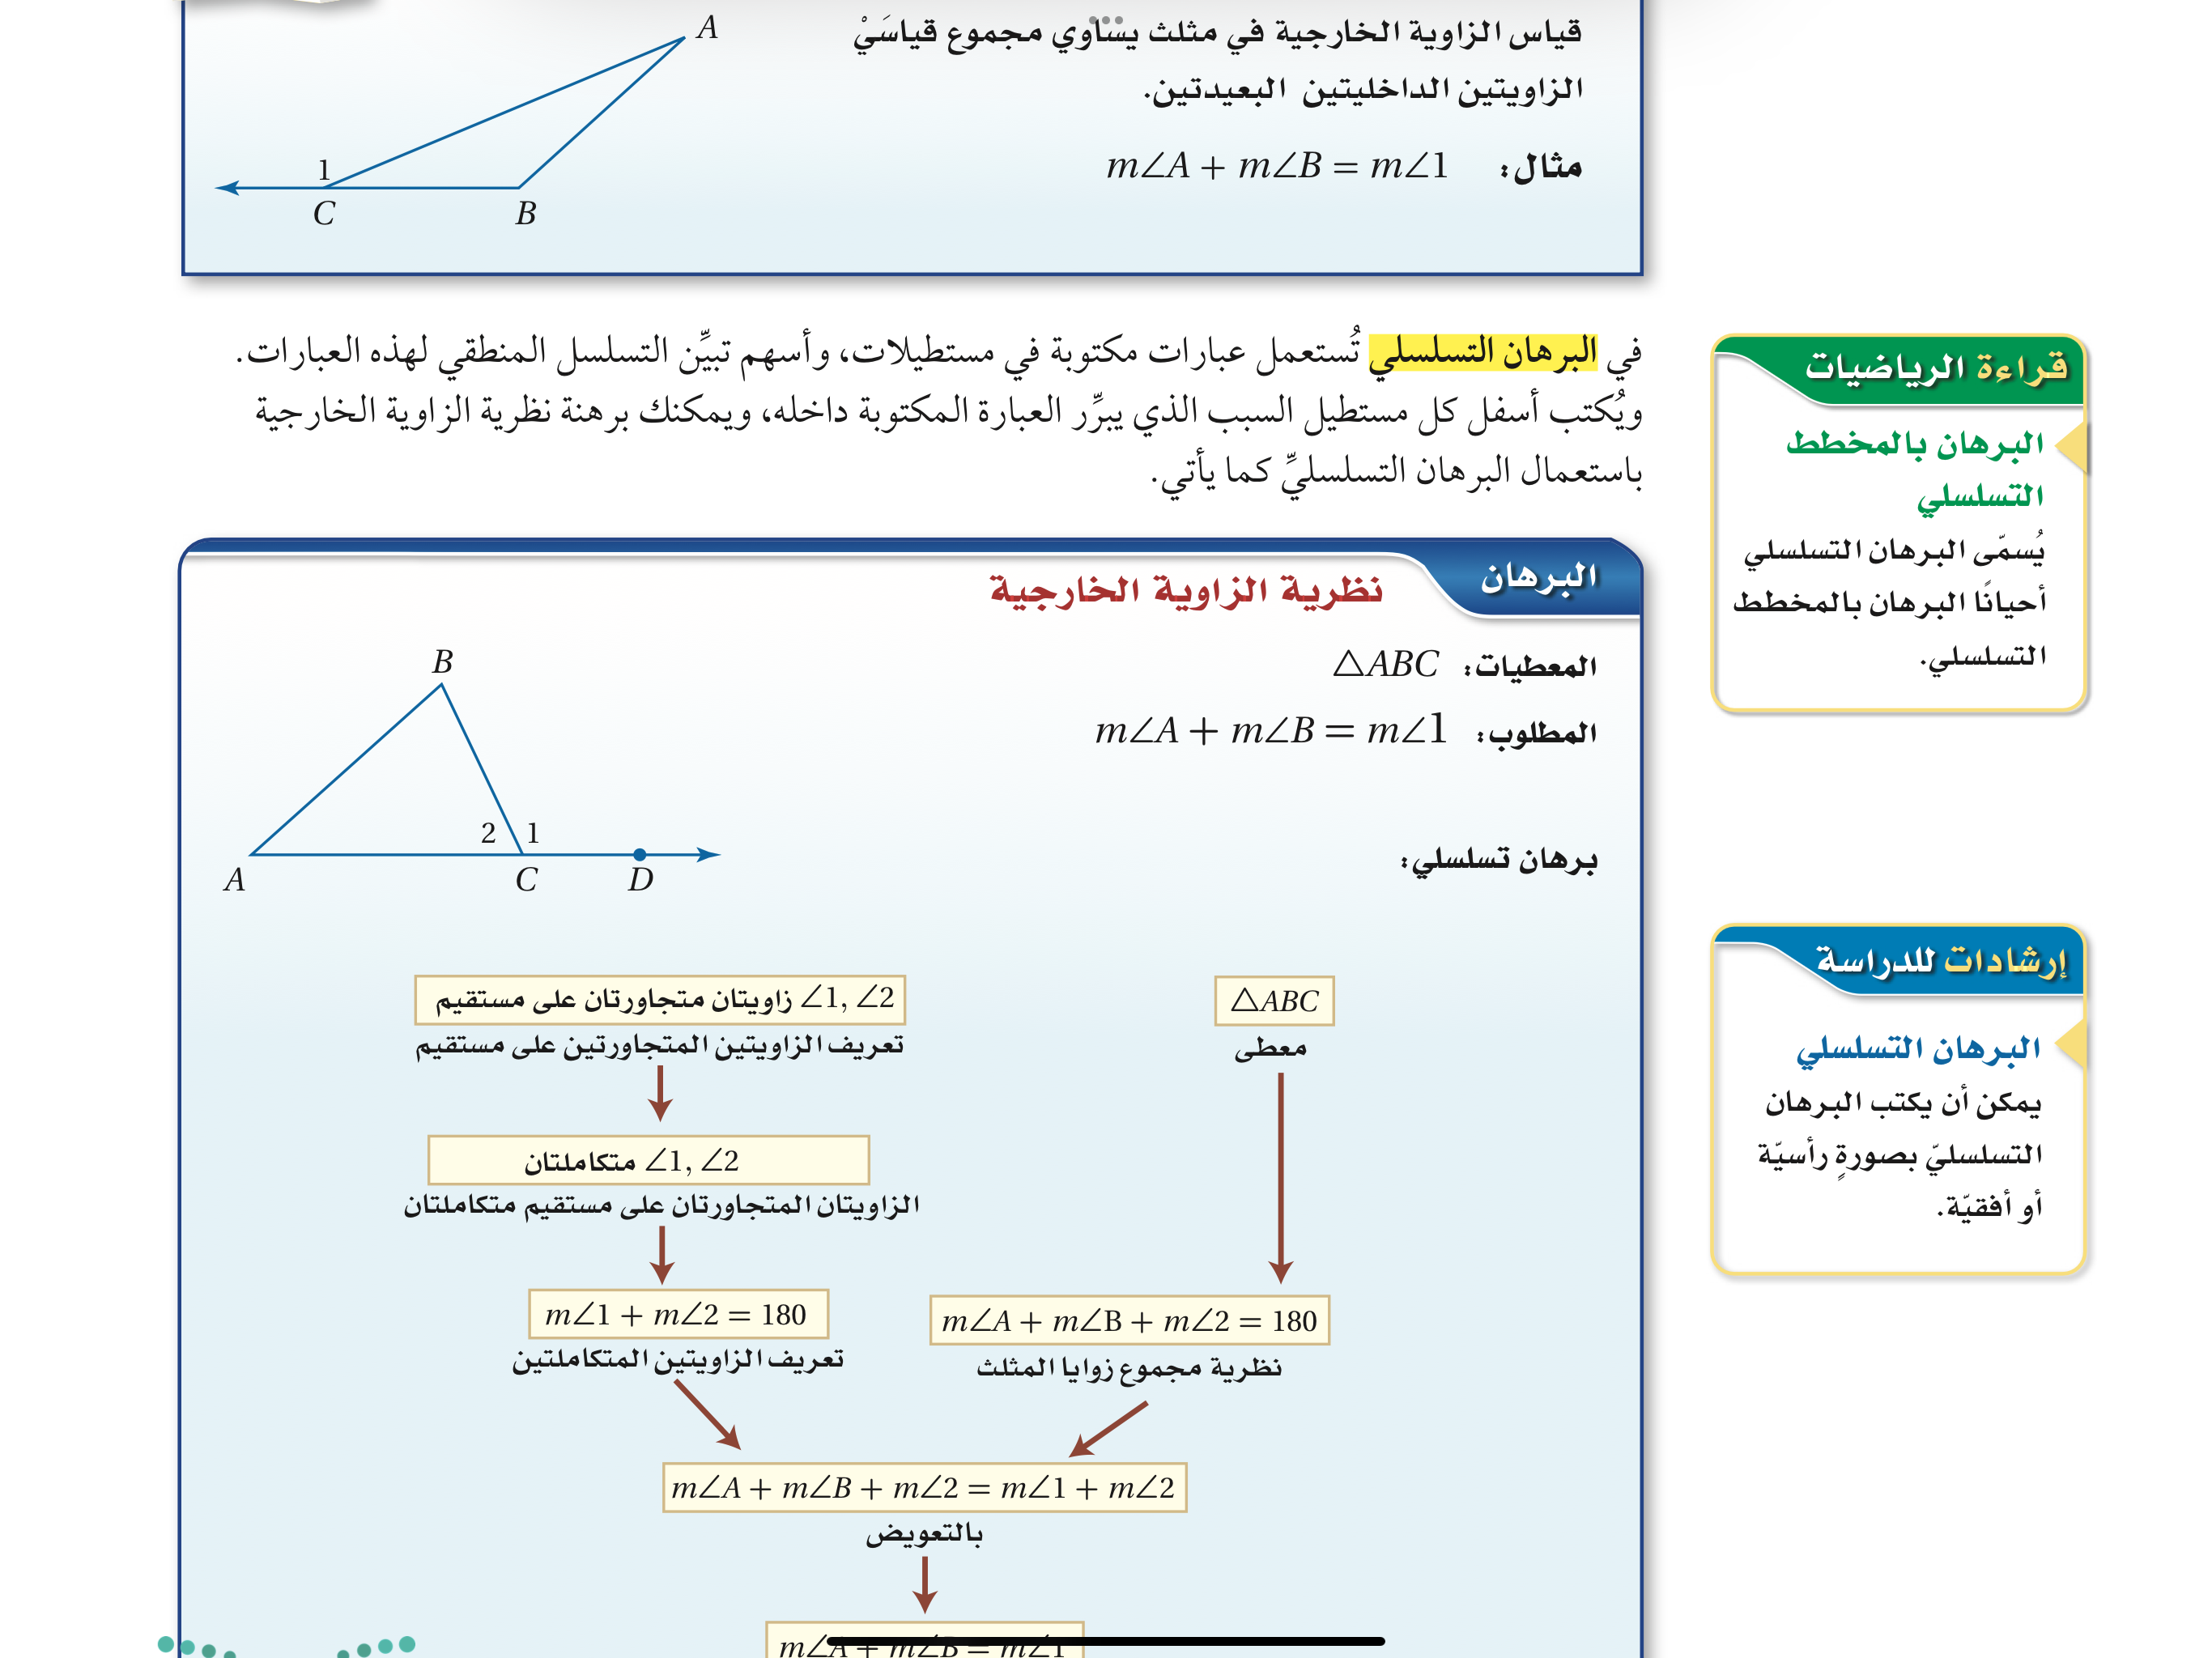 قياس الزاوية الخارجية في مثلث يساوي مجموع قياسَيْ
الزاويتين الداخليتين البعيدتين.
مثال: m∠A + m∠B = m∠1
A
1
C
B
في البرهان التسلسلي تُستعمل عبارات مكتوبة في مستطيلات، وأسهم تبيِّن التسلسل المنطقي لهذه العبارات.
ويُكتب أسفل كل مستطيل السبب الذي يبرِّر العبارة المكتوبة داخله، ويمكنك برهنة نظرية الزاوية الخارجية
باستعمال البرهان التسلسليِّ كما يأتي.
قراءة الرياضيات
البرهان بالمخطط
التسلسلي
يُسمّى البرهان التسلسلي
أحيانًا البرهان بالمخطط
التسلسلي.
البرهان
نظرية الزاوية الخارجية
المعطيات: △ABC
المطلوب: m∠A + m∠B = m∠1
برهان تسلسلي:
B
2 1
A
C
D
إرشادات للدراسة
البرهان التسلسلي
يمكن أن يكتب البرهان
التسلسليّ بصورةٍ رأسيّة
أو أفقيّة.
△ABC
معطى
∠1, ∠2 زاويتان متجاورتان على مستقيم
تعريف الزاويتين المتجاورتين على مستقيم
∠1, ∠2 متكاملتان
الزاويتان المتجاورتان على مستقيم متكاملتان
m∠A + m∠B + m∠2 = 180
نظرية مجموع زوايا المثلث
m∠1 + m∠2 = 180
تعريف الزاويتين المتكاملتين
m∠A + m∠B + m∠2 = m∠1 + m∠2
بالتعويض
m∠A + m∠B = m∠1